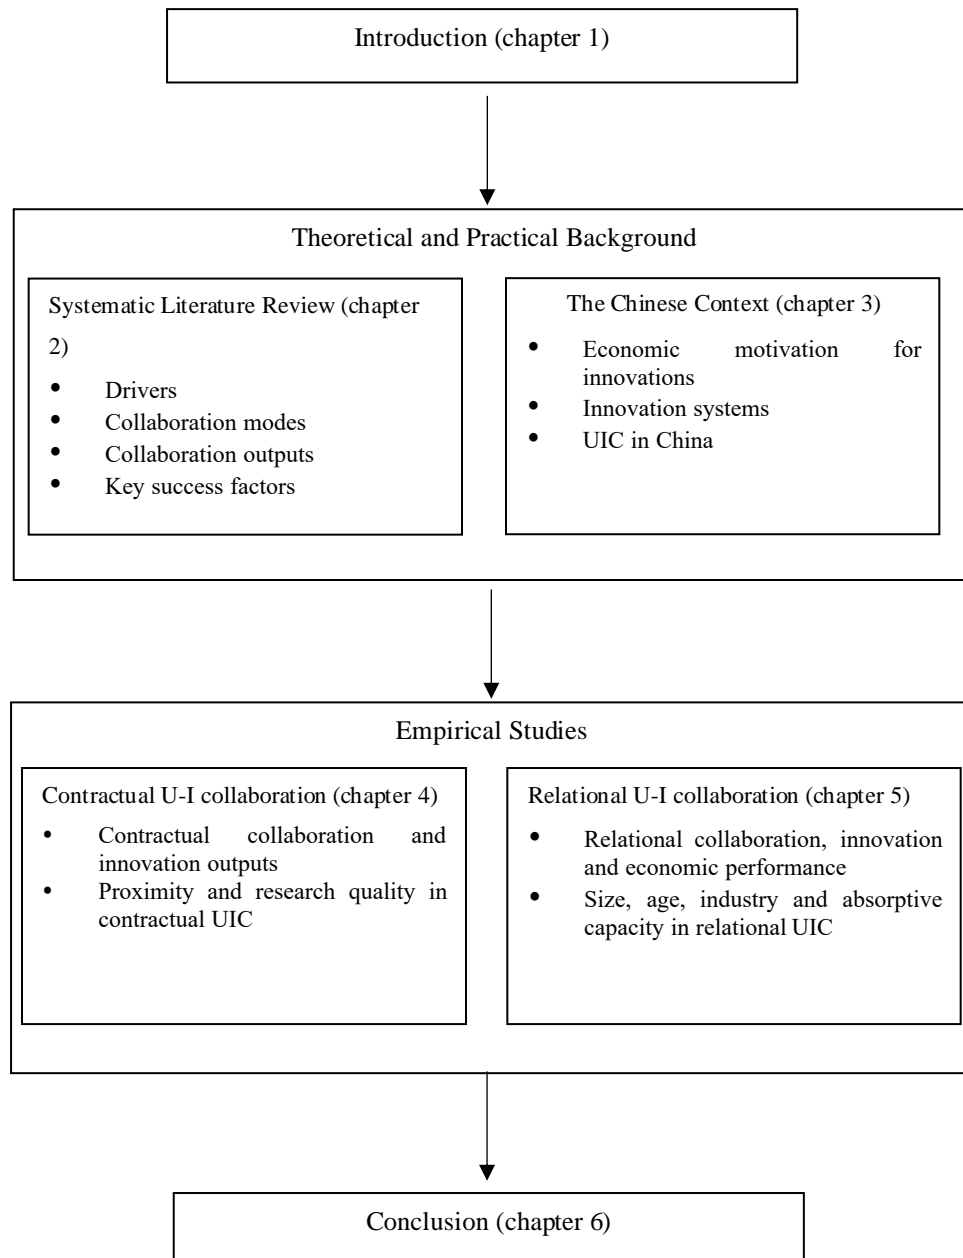 Introduction (chapter 1)
Theoretical and Practical Background
Systematic Literature Review (chapter
2)
• Drivers
• Collaboration modes
• Collaboration outputs
• Key success factors
The Chinese Context (chapter 3)
• Economic motivation for
innovations
• Innovation systems
• UIC in China
Empirical Studies
Contractual U-I collaboration (chapter 4)
• Contractual collaboration and
innovation outputs
• Proximity and research quality in
contractual UIC
Relational U-I collaboration (chapter 5)
• Relational collaboration, innovation
and economic performance
• Size, age, industry and absorptive
capacity in relational UIC
Conclusion (chapter 6)